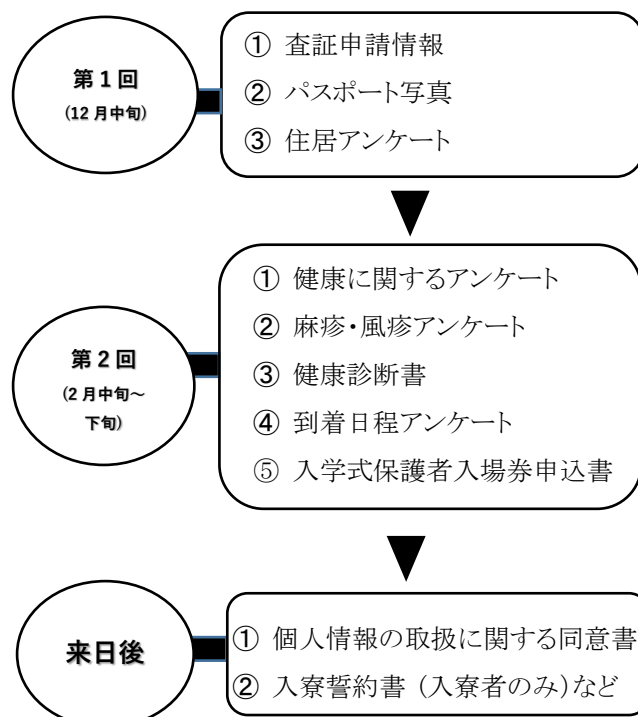 第1回
(12月中旬)
① 査証申請情報
② パスポート写真
③ 住居アンケート
第2回
(2月中旬～
下旬)
① 健康に関するアンケート
② 麻疹・風疹アンケート
③ 健康診断書
④ 到着日程アンケート
⑤ 入学式保護者入場券申込書
来日後
① 個人情報の取扱に関する同意書
② 入寮誓約書 (入寮者のみ)など